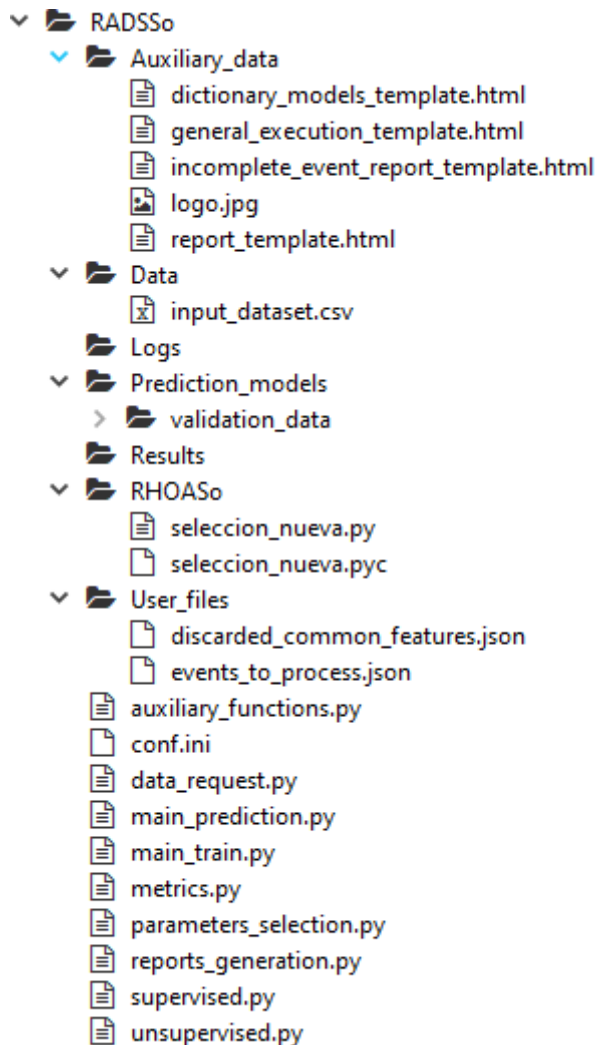 RADSSo
Auxiliary_data
dictionary_models_template.html
general_execution_template.html
incomplete_event_report_template.html
logo.jpg
report_template.html
Data
input_dataset.csv
Logs
Prediction_models
validation_data
Results
RHOASo
seleccion_nueva.py
seleccion_nueva.pyc
User_files
discarded_common_features.json
events_to_process.json
auxiliary_functions.py
conf.ini
data_request.py
main_prediction.py
main_train.py
metrics.py
parameters_selection.py
reports_generation.py
supervised.py
unsupervised.py